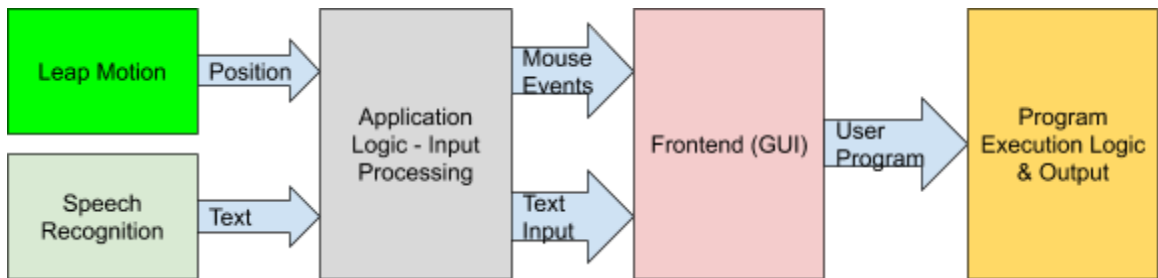 Leap Motion
Position
Speech
Recognition
Text
Application
Logic - Input
Processing
Mouse
Events
Text
Input
Frontend (GUI)
User
Program
Program
Execution Logic
& Output